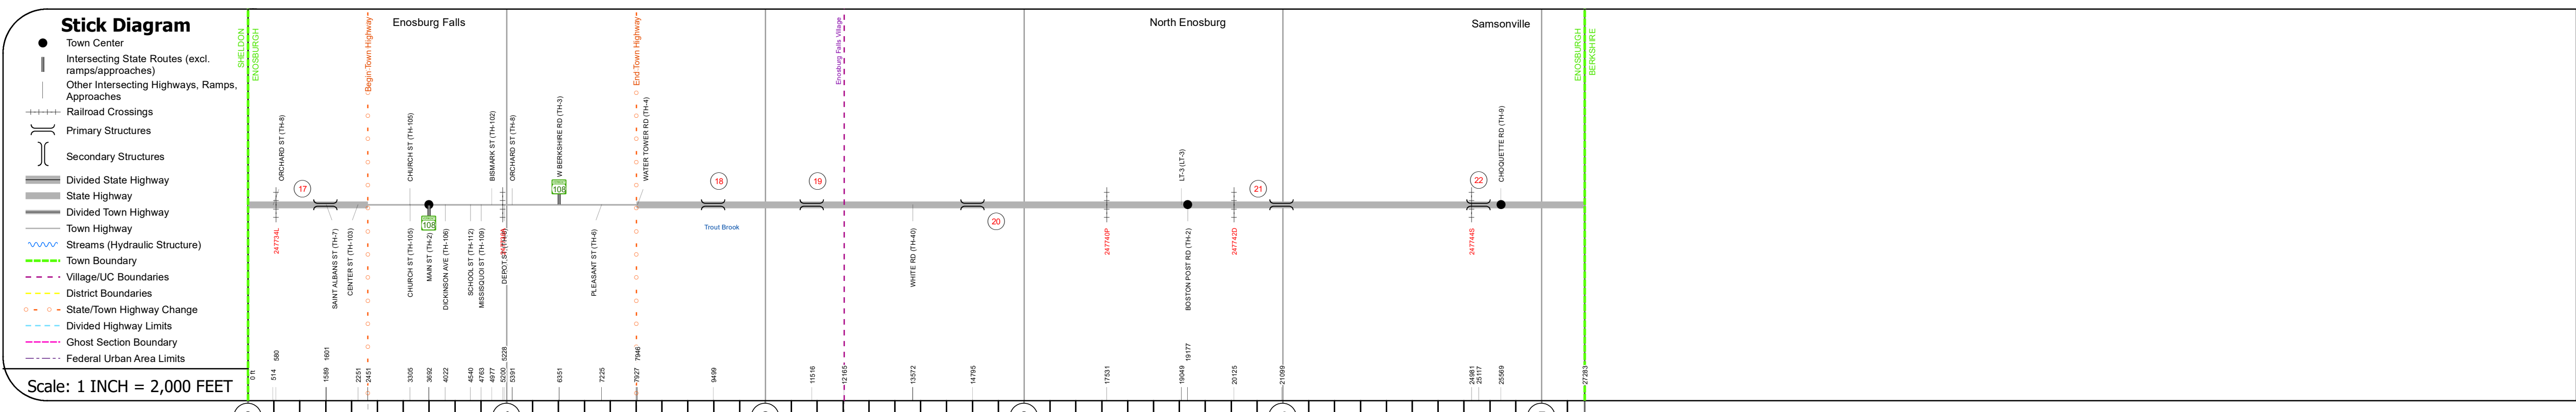 Stick Diagram
Town Center
Intersecting State Routes (excl.
ramps/approaches)
Other Intersecting Highways, Ramps,
Approaches
Railroad Crossings
Primary Structures
Secondary Structures
Divided State Highway
State Highway
Divided Town Highway
Town Highway
Streams (Hydraulic Structure)
Town Boundary
Village/UC Boundaries
District Boundaries
State/Town Highway Change
Divided Highway Limits
Ghost Section Boundary
Federal Urban Area Limits
Scale: 1 INCH = 2,000 FEET
Enosburg Falls
North Enosburg
Samsonville
SHELDON
ENOSBURGH
Begin Town Highway
End Town Highway
Enosburg Falls Village
ENOSBURGH
BERKSHIRE
ORCHARD ST (TH-8)
CHURCH ST (TH-105)
BISMARK ST (TH-102)
ORCHARD ST (TH-8)
W BERKSHIRE RD (TH-3)
WATER TOWER RD (TH-4)
LT-3 (LT-3)
CHOQUETTE RD (TH-9)
17
108
18
19
21
22
108
20
Trout Brook
247734L
SAINT ALBANS ST (TH-7)
CENTER ST (TH-103)
CHURCH ST (TH-105)
MAIN ST (TH-2)
DICKINSON AVE (TH-106)
SCHOOL ST (TH-112)
MISSISQUOI ST (TH-109)
PLEASANT ST (TH-6)
WHITE RD (TH-40)
247740P
BOSTON POST RD (TH-2)
247742D
247744S
0 ft
514
580
1589
1601
2251
2451
3305
3692
4022
4540
4763
4977
5200
5228
5391
6351
7225
7927
7946
9499
11516
12165
13572
14795
17531
19049
19177
20125
21099
24981
25117
25569
27283